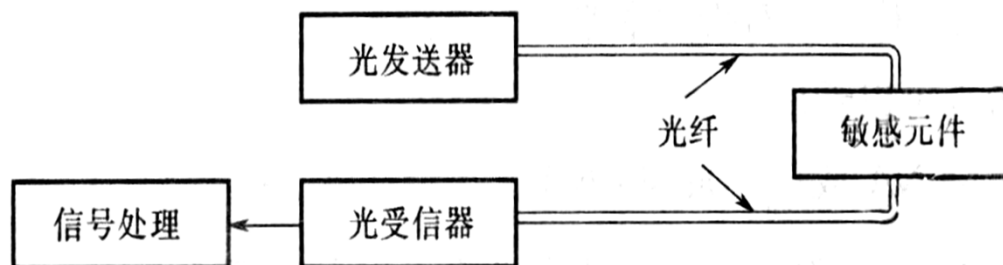 光发送器
光纤
敏感元件
信号处理
光受信器